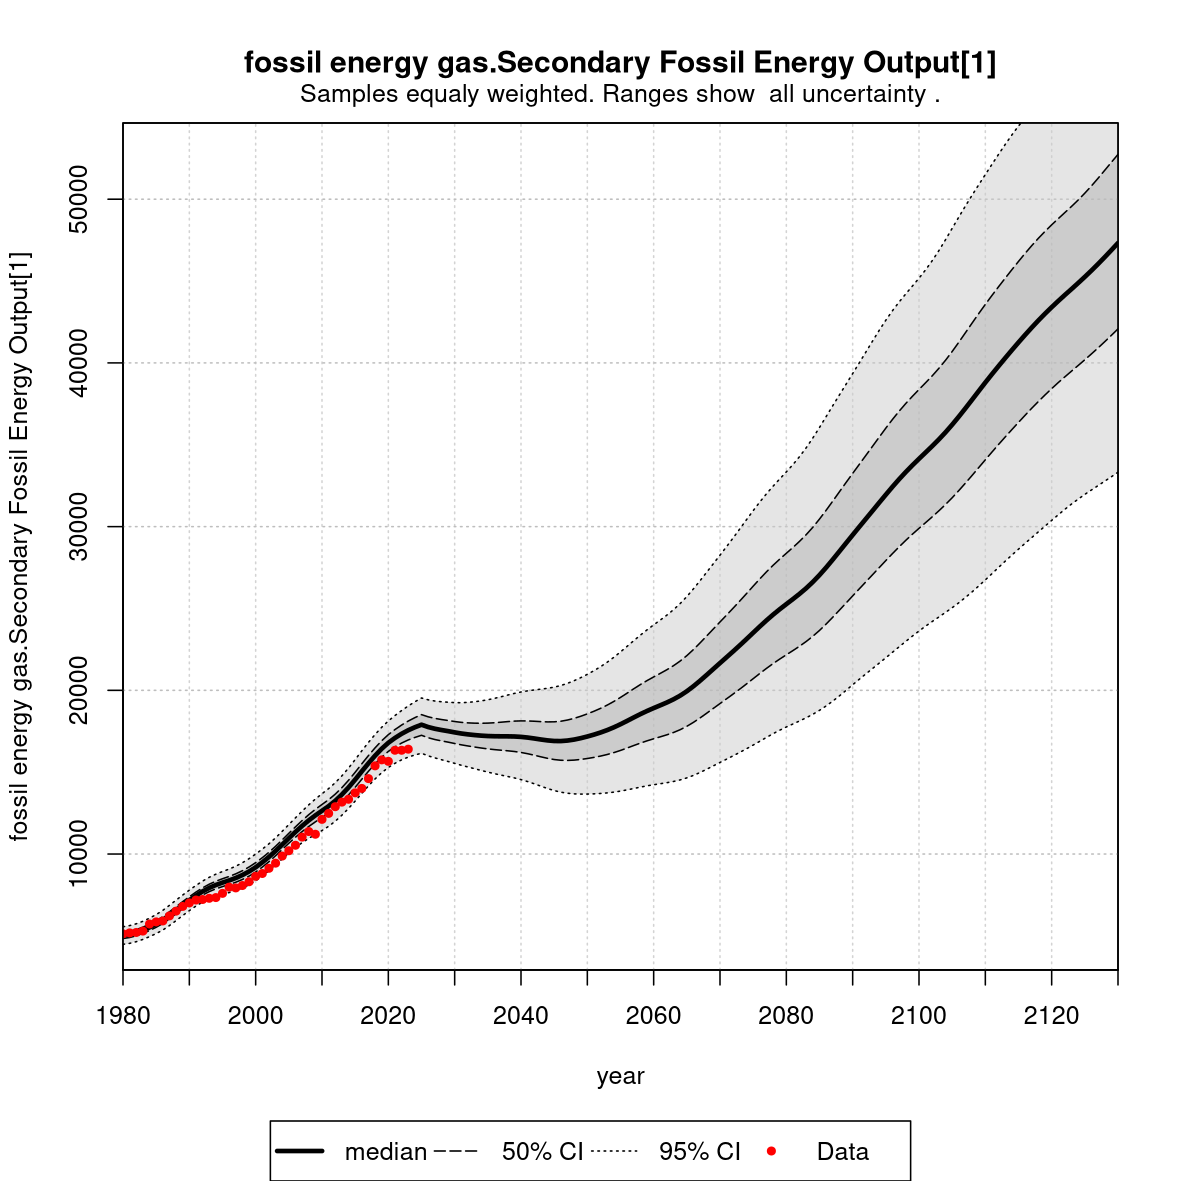 fossil energy gas.Secondary Fossil Energy Output[1]
Samples equaly weighted. Ranges show  all uncertainty .
fossil energy gas.Secondary Fossil Energy Output[1]
50000
40000
30000
20000
10000
1980 2000 2020 2040 2060 2080 2100 2120
year
median 50% CI 95% CI Data